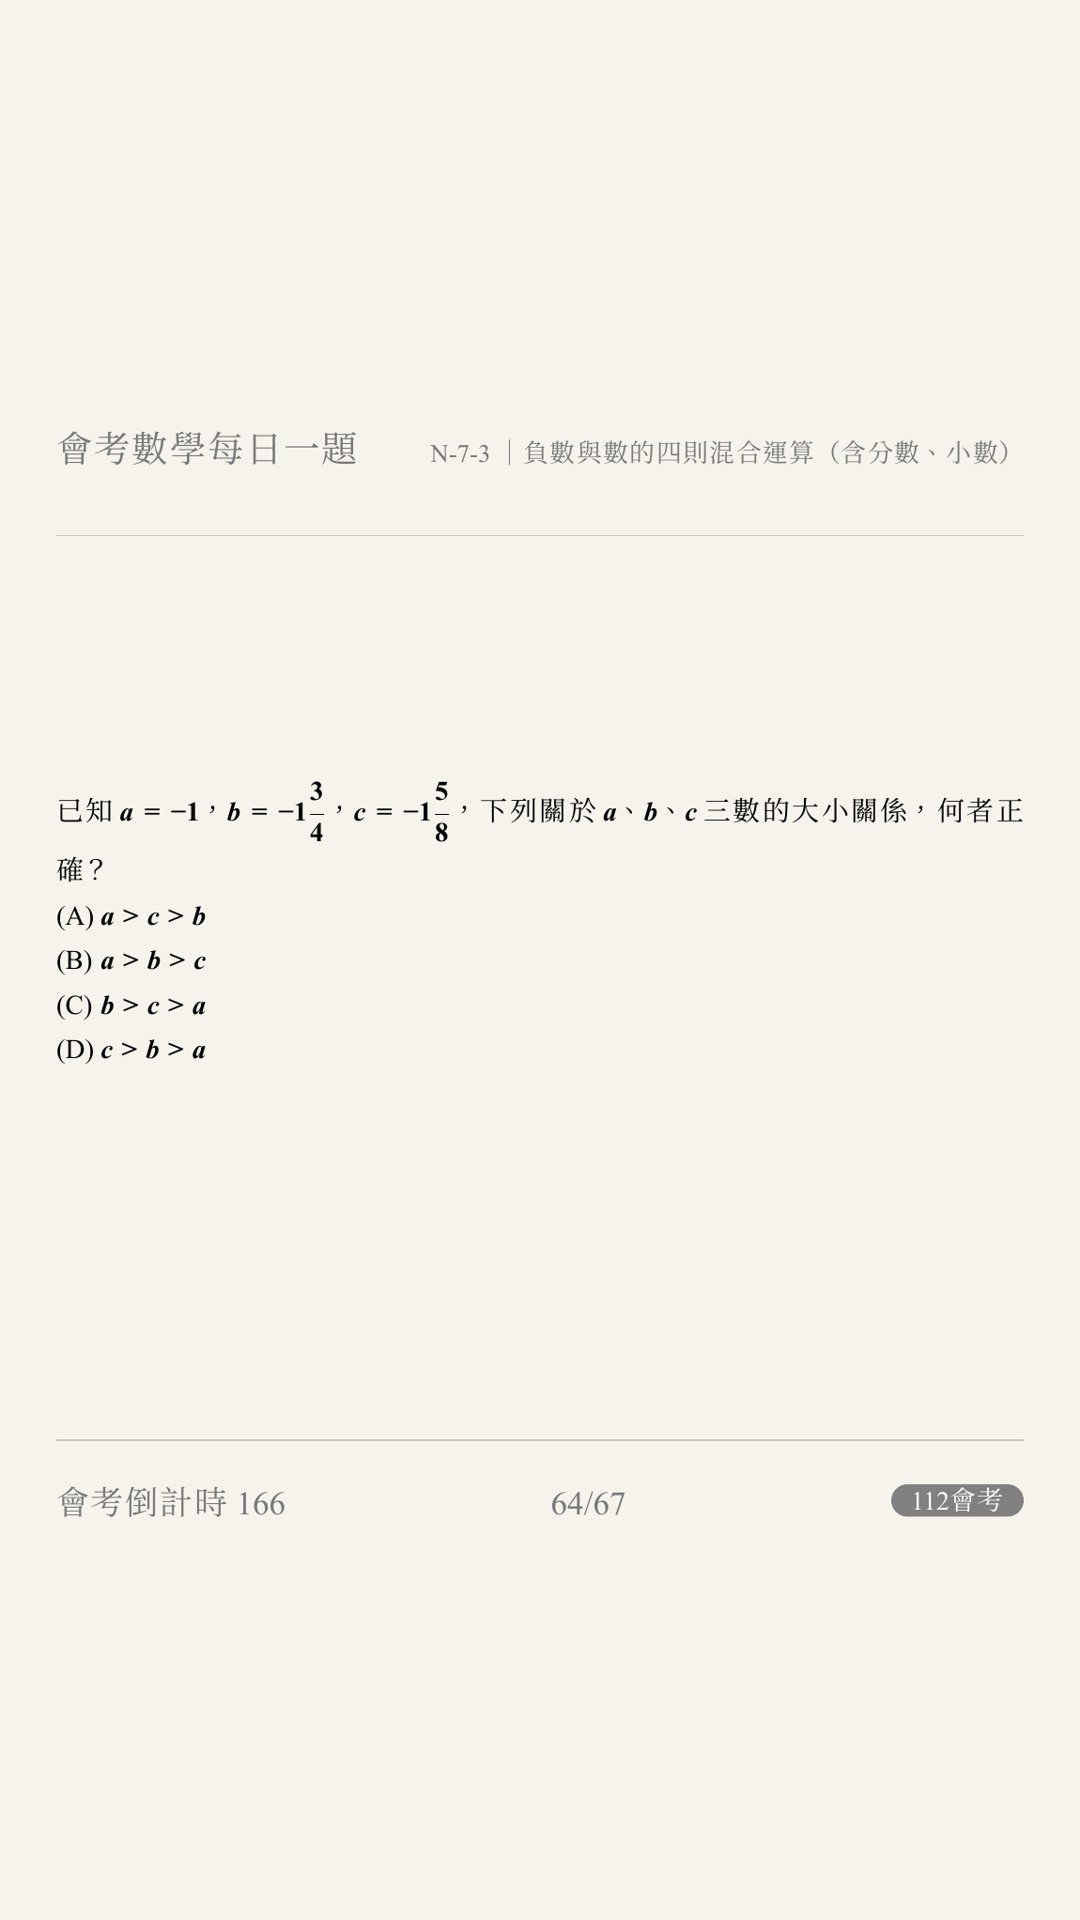 會考數學每日一題
N-7-3｜負數與數的四則混合運算（含分數、小數）
已知 a = −1，b = −1 3/4，c = −1 5/8，下列關於 a、b、c 三數的大小關係，何者正
確？
(A) a > c > b
(B) a > b > c
(C) b > c > a
(D) c > b > a
會考倒計時 166
64/67
112會考